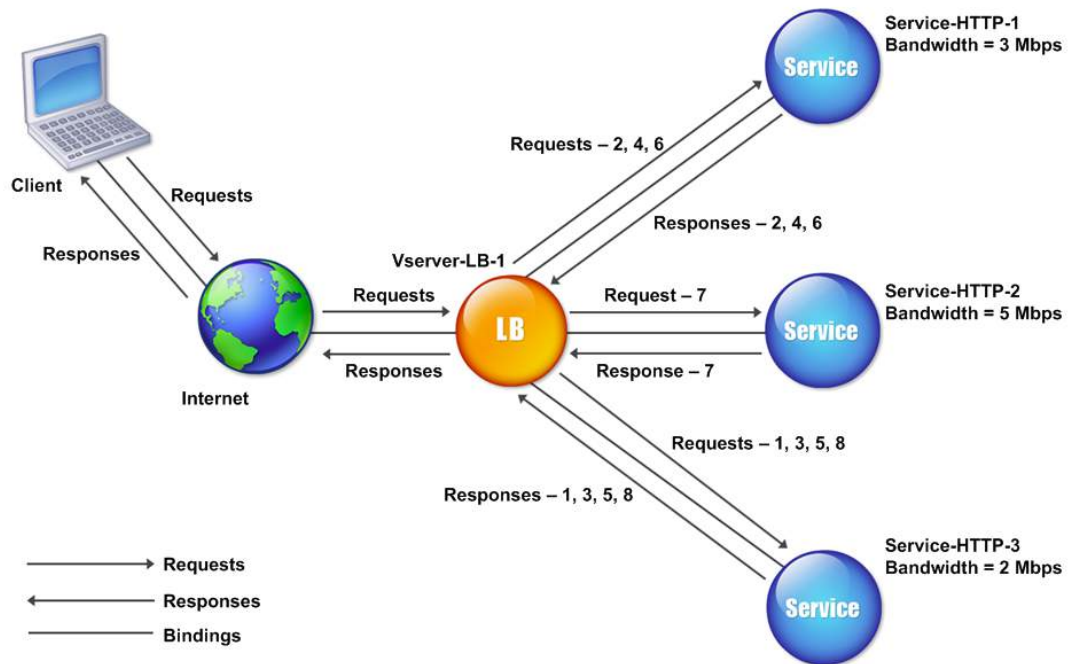 Service-HTTP-1
Bandwidth = 3 Mbps
Service
Requests – 2, 4, 6
Client
Requests
Responses – 2, 4, 6
Responses
Vserver-LB-1
Service-HTTP-2
Bandwidth = 5 Mbps
Requests
Request – 7
LB
Service
Responses
Response – 7
Internet
Requests – 1, 3, 5, 8
Responses – 1, 3, 5, 8
Service-HTTP-3
Bandwidth = 2 Mbps
Service
Requests
Responses
Bindings